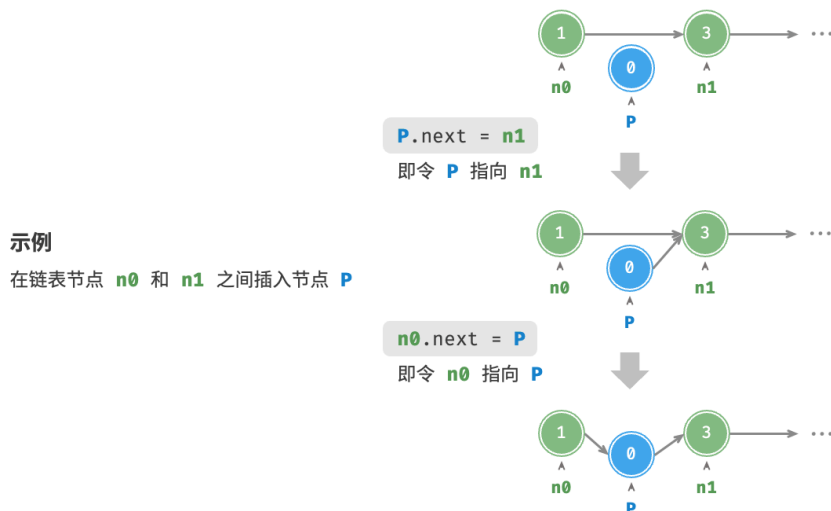 1 3 ...
0
n0 n1
P
P.next = n1
即令 P 指向 n1
1 3 ...
示例
0
在链表节点 n0 和 n1 之间插入节点 P
n0 n1
P
n0.next = P
即令 n0 指向 P
1 3 ...
0
n0 n1
P